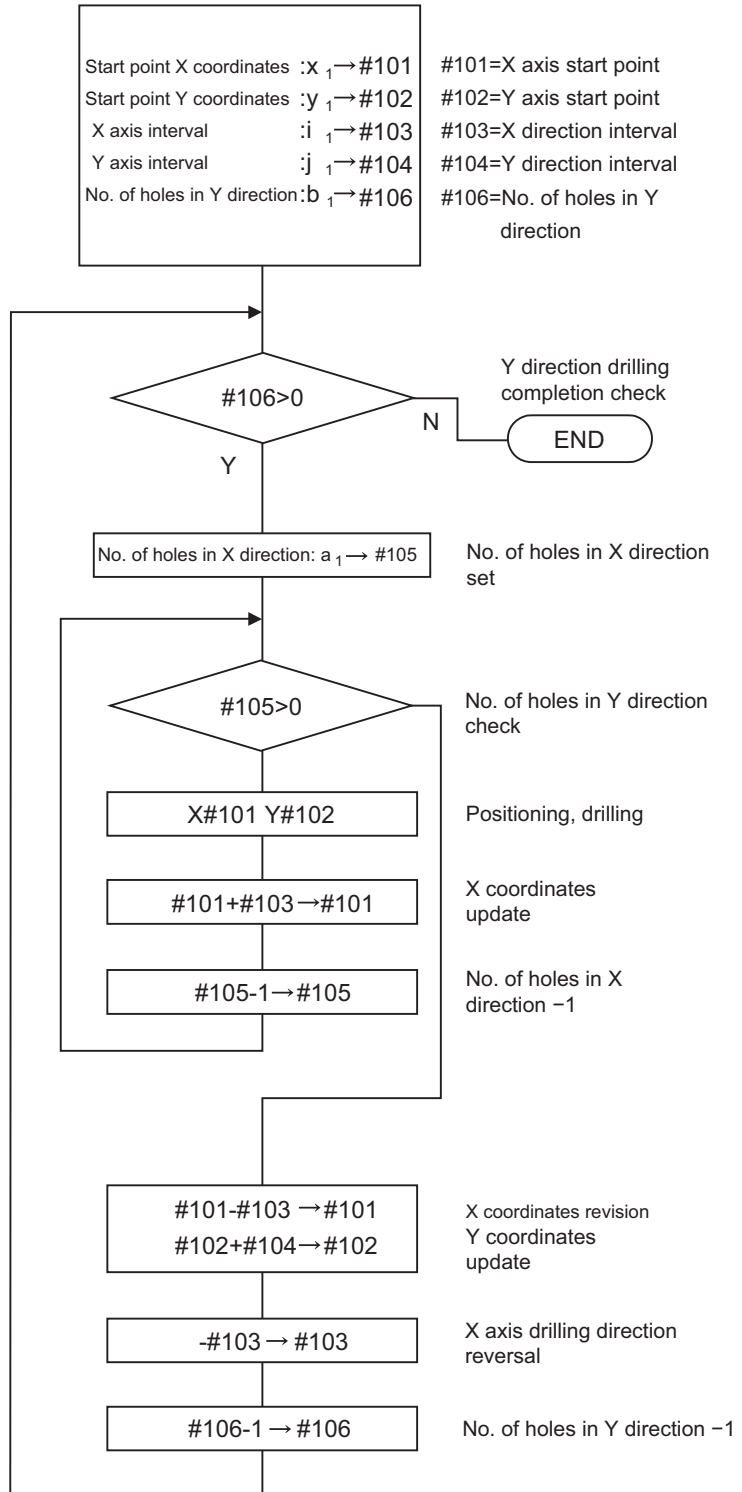 Start point X coordinates :x 1→#101 #101=X axis start point
Start point Y coordinates :y 1→#102 #102=Y axis start point
X axis interval :i 1→#103 #103=X direction interval
Y axis interval :j 1→#104 #104=Y direction interval
No. of holes in Y direction:b 1→#106 #106=No. of holes in Y
direction
#106>0
Y direction drilling
completion check
N
END
Y
No. of holes in X direction: a 1→ #105
No. of holes in X direction
set
#105>0
No. of holes in Y direction
check
X#101 Y#102
Positioning, drilling
#101+#103→#101
X coordinates
update
#105-1→#105
No. of holes in X
direction −1
#101-#103→#101
#102+#104→#102
X coordinates revision
Y coordinates
update
-#103→#103
X axis drilling direction
reversal
#106-1→#106
No. of holes in Y direction −1